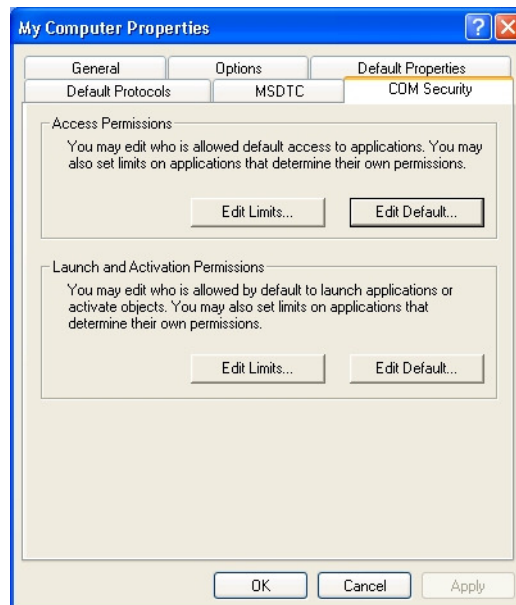 My Computer Properties
General Options Default Properties
Default Protocols MSDTC COM Security
Access Permissions
You may edit who is allowed default access to applications. You may
also set limits on applications that determine their own permissions.
Edit Limits... Edit Default...
Launch and Activation Permissions
You may edit who is allowed by default to launch applications or
activate objects. You may also set limits on applications that
determine their own permissions.
Edit Limits... Edit Default...
OK Cancel Apply